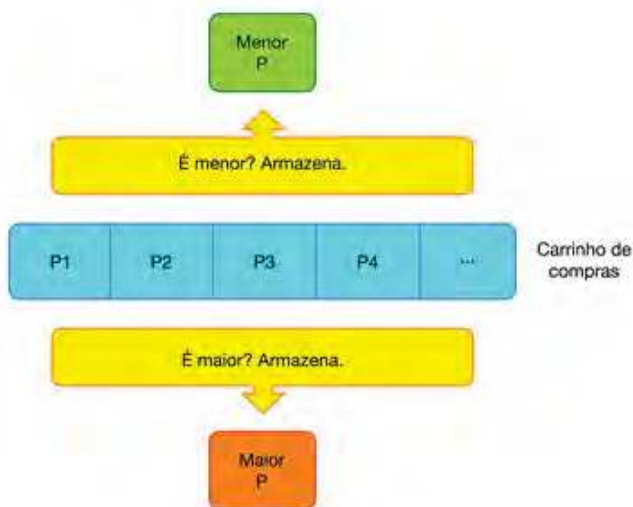 Menor
P
É menor? Armazena.
P1 P2 P3 P4 ...
Carrinho de
compras
É maior? Armazena.
Maior
P